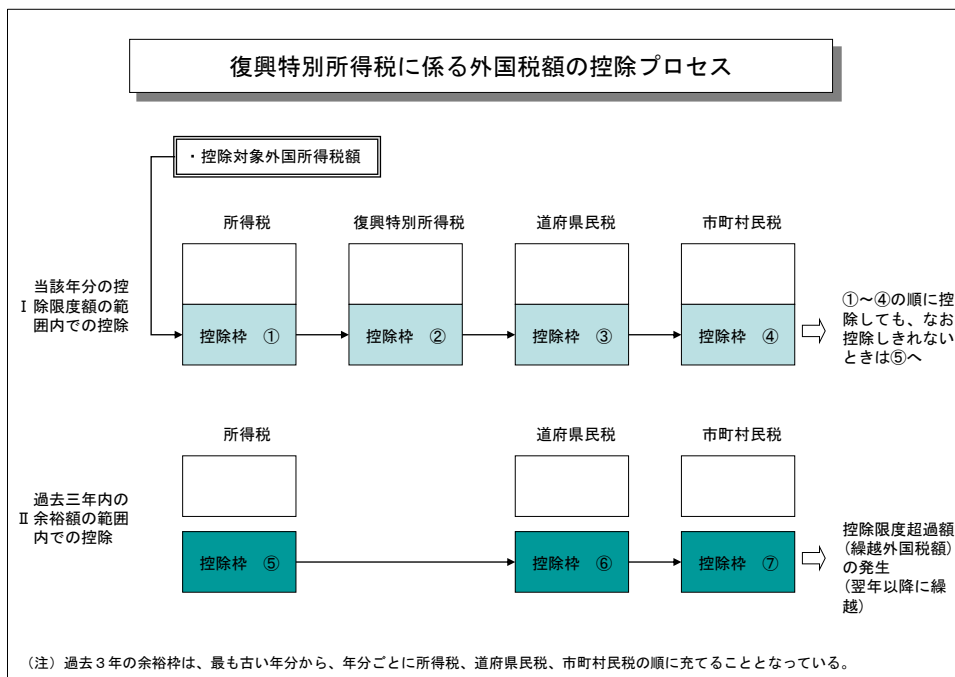 復興特別所得税に係る外国税額の控除プロセス
・控除対象外国所得税額
所得税
復興特別所得税
道府県民税
市町村民税
当該年分の控
Ⅰ 除限度額の範
囲内での控除
控除枠 ①
控除枠 ②
控除枠 ③
控除枠 ④
①～④の順に控
除しても、なお
控除しきれない
ときは⑤へ
所得税
道府県民税
市町村民税
過去三年内の
Ⅱ 余裕額の範囲
内での控除
控除枠 ⑤
控除枠 ⑥
控除枠 ⑦
控除限度超過額
(繰越外国税額)
の発生
(翌年以降に繰
越)
（注）過去３年の余裕枠は、最も古い年分から、年分ごとに所得税、道府県民税、市町村民税の順に充てることとなっている。